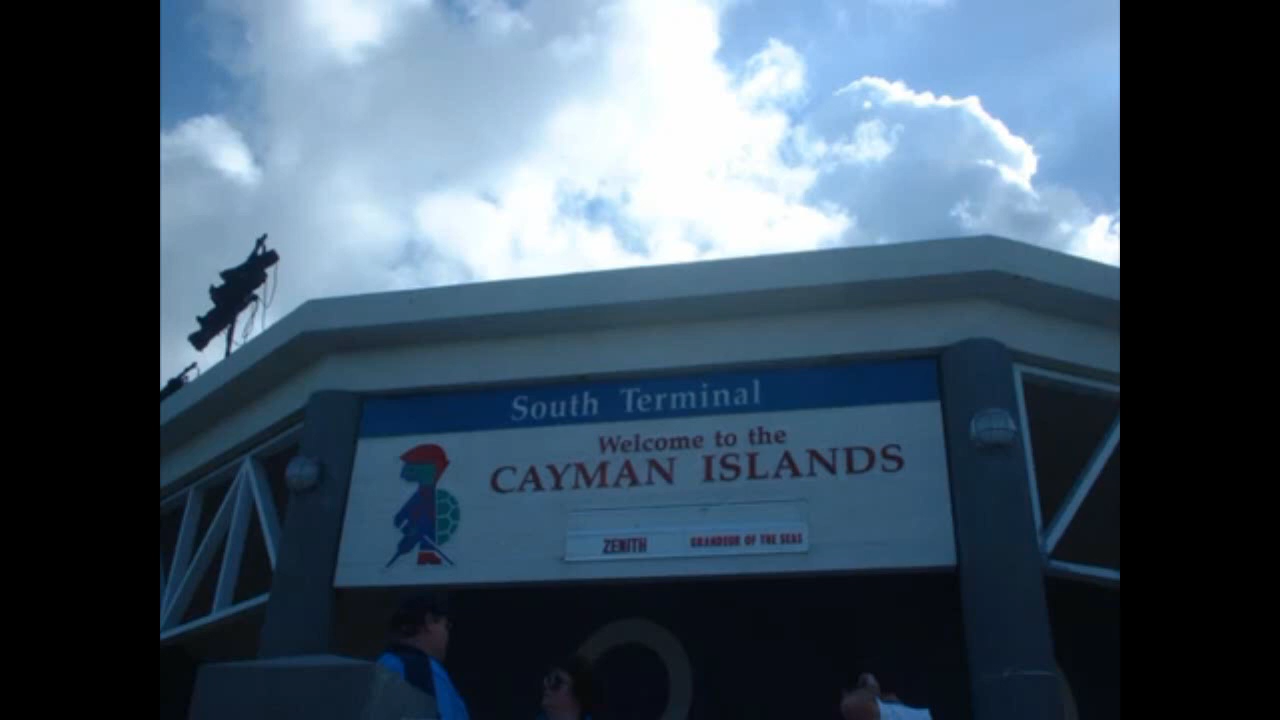 South Terminal
Welcome to the
CAYMAN ISLANDS
ZENITH GRANDEUR OF THE SEAS